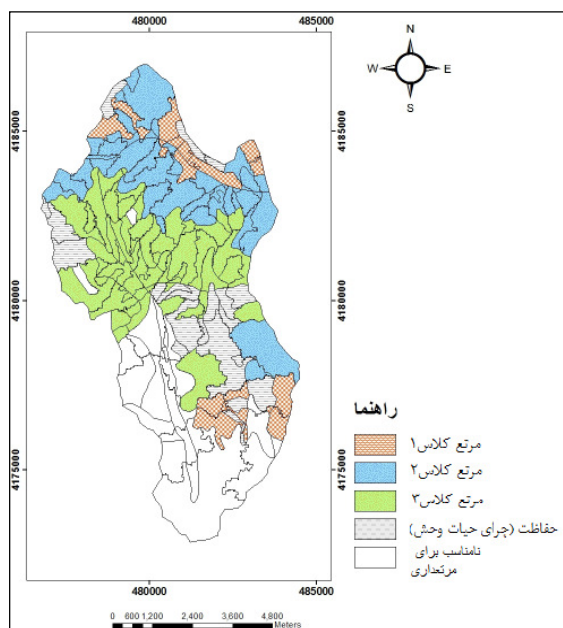 480000 485000
N
W E
S
4185000 4185000
4180000 4180000
4175000 4175000
راهنما
مرتع کلاس۱
مرتع کلاس۲
مرتع کلاس۳
حفاظت (چرای حیات وحش)
نامناسب برای
مرتعداری
480000 485000
0 600 1,200 2,400 3,600 4,800
Meters